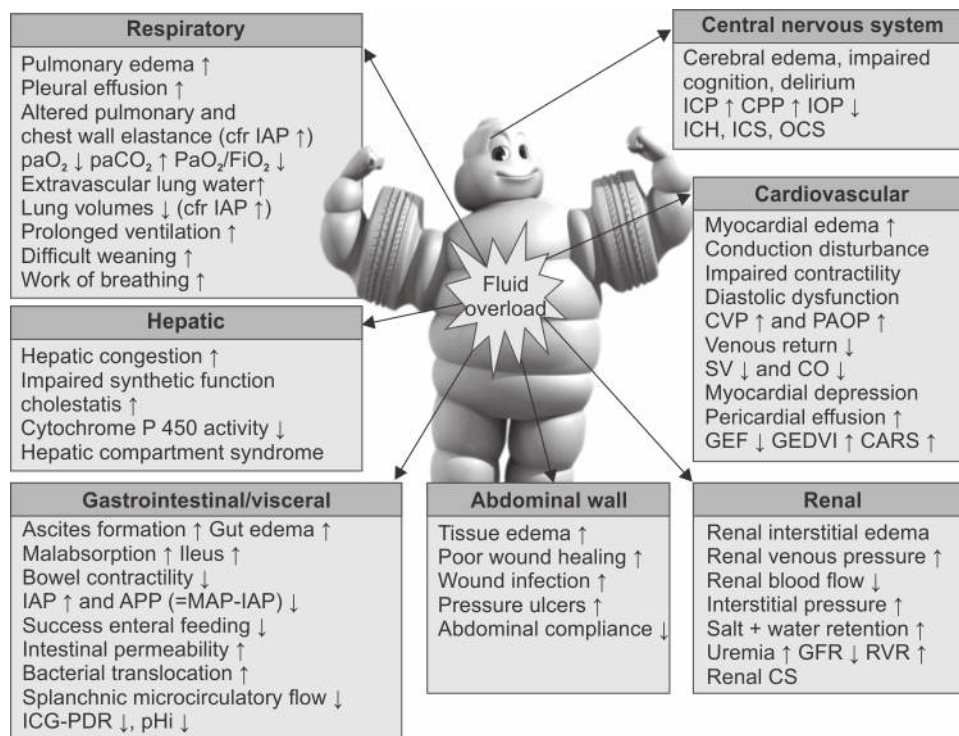 Respiratory
Pulmonary edema ↑
Pleural effusion ↑
Altered pulmonary and
chest wall elastance (cfr IAP ↑)
paO₂ ↓ paCO₂ ↑ PaO₂/FiO₂ ↓
Extravascular lung water↑
Lung volumes ↓ (cfr IAP ↑)
Prolonged ventilation ↑
Difficult weaning ↑
Work of breathing ↑
Central nervous system
Cerebral edema, impaired
cognition, delirium
ICP ↑ CPP ↑ IOP ↓
ICH, ICS, OCS
Cardiovascular
Myocardial edema ↑
Conduction disturbance
Impaired contractility
Diastolic dysfunction
CVP ↑ and PAOP ↑
Venous return ↓
SV ↓ and CO ↓
Myocardial depression
Pericardial effusion ↑
GEF ↓ GEDVI ↑ CARS ↑
Fluid
overload
Hepatic
Hepatic congestion ↑
Impaired synthetic function
cholestatis ↑
Cytochrome P 450 activity ↓
Hepatic compartment syndrome
Gastrointestinal/visceral
Ascites formation ↑ Gut edema ↑
Malabsorption ↑ Ileus ↑
Bowel contractility ↓
IAP ↑ and APP (=MAP-IAP) ↓
Success enteral feeding ↓
Intestinal permeability ↑
Bacterial translocation ↑
Splanchnic microcirculatory flow ↓
ICG-PDR ↓, pHi ↓
Abdominal wall
Tissue edema ↑
Poor wound healing ↑
Wound infection ↑
Pressure ulcers ↑
Abdominal compliance ↓
Renal
Renal interstitial edema
Renal venous pressure ↑
Renal blood flow ↓
Interstitial pressure ↑
Salt + water retention ↑
Uremia ↑ GFR ↓ RVR ↑
Renal CS